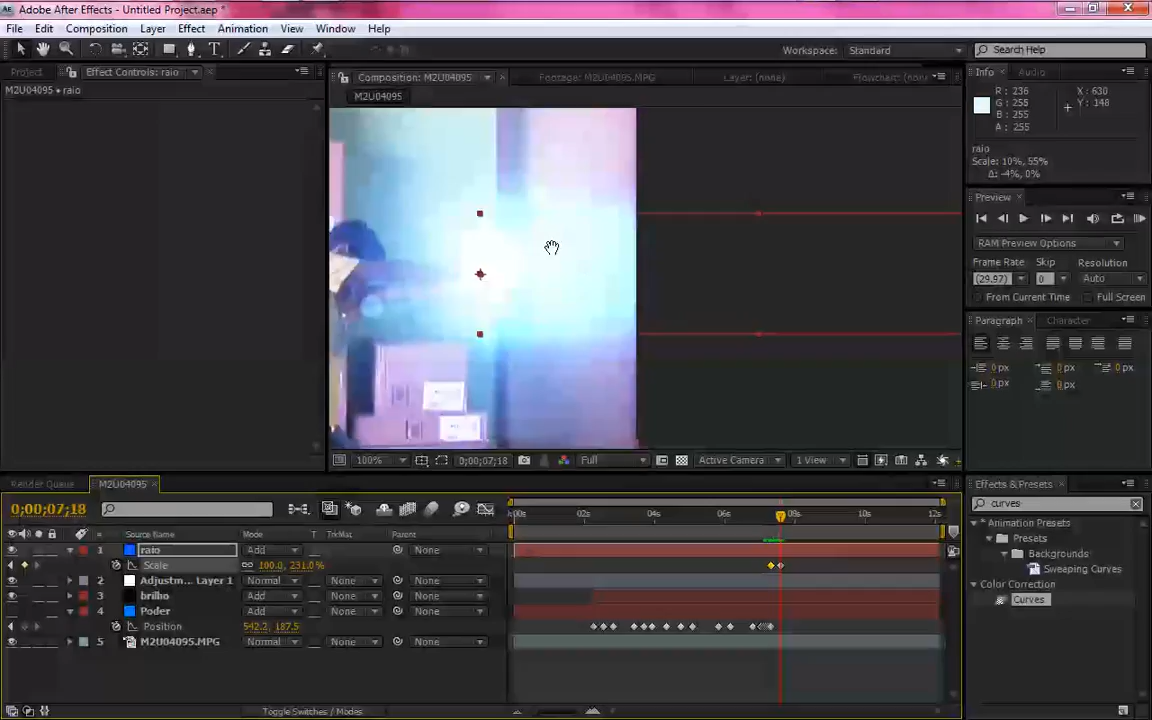 Adobe After Effects - Untitled Project.aep *
File Edit Composition Layer Effect Animation View Window Help
Workspace: Standard Search Help
Project Effect Controls: raio Composition: M2U04095 Footage: M2U04095.MPG Layer: (none) Flowchart: (non Info Audio
M2U04095 • raio M2U04095
R: 236 X: 630
G: 255 Y: 148
B: 255
A: 255
raio
Scale: 10%, 55%
Δ: -4%, 0%
Preview
RAM Preview Options
Frame Rate Skip Resolution
(29.97) 0 Auto
From Current Time Full Screen
Paragraph Character
0 px 0 px 0 px
0 px 0 px
100% 0;00;07;18 Full Active Camera 1 View
Render Queue M2U04095 Effects & Presets
0;00;07;18 curves
:00s 02s 04s 06s 08s 10s 12s
# Source Name Mode T TrkMat Parent
1 raio Add None
Scale 100.0, 231.0%
2 Adjustm... Layer 1 Normal None None
3 brilho Add None None
4 Poder Add None None
Position 542.2, 187.5
5 M2U04095.MPG Normal None None
* Animation Presets
Presets
Backgrounds
Sweeping Curves
Color Correction
Curves
Toggle Switches / Modes